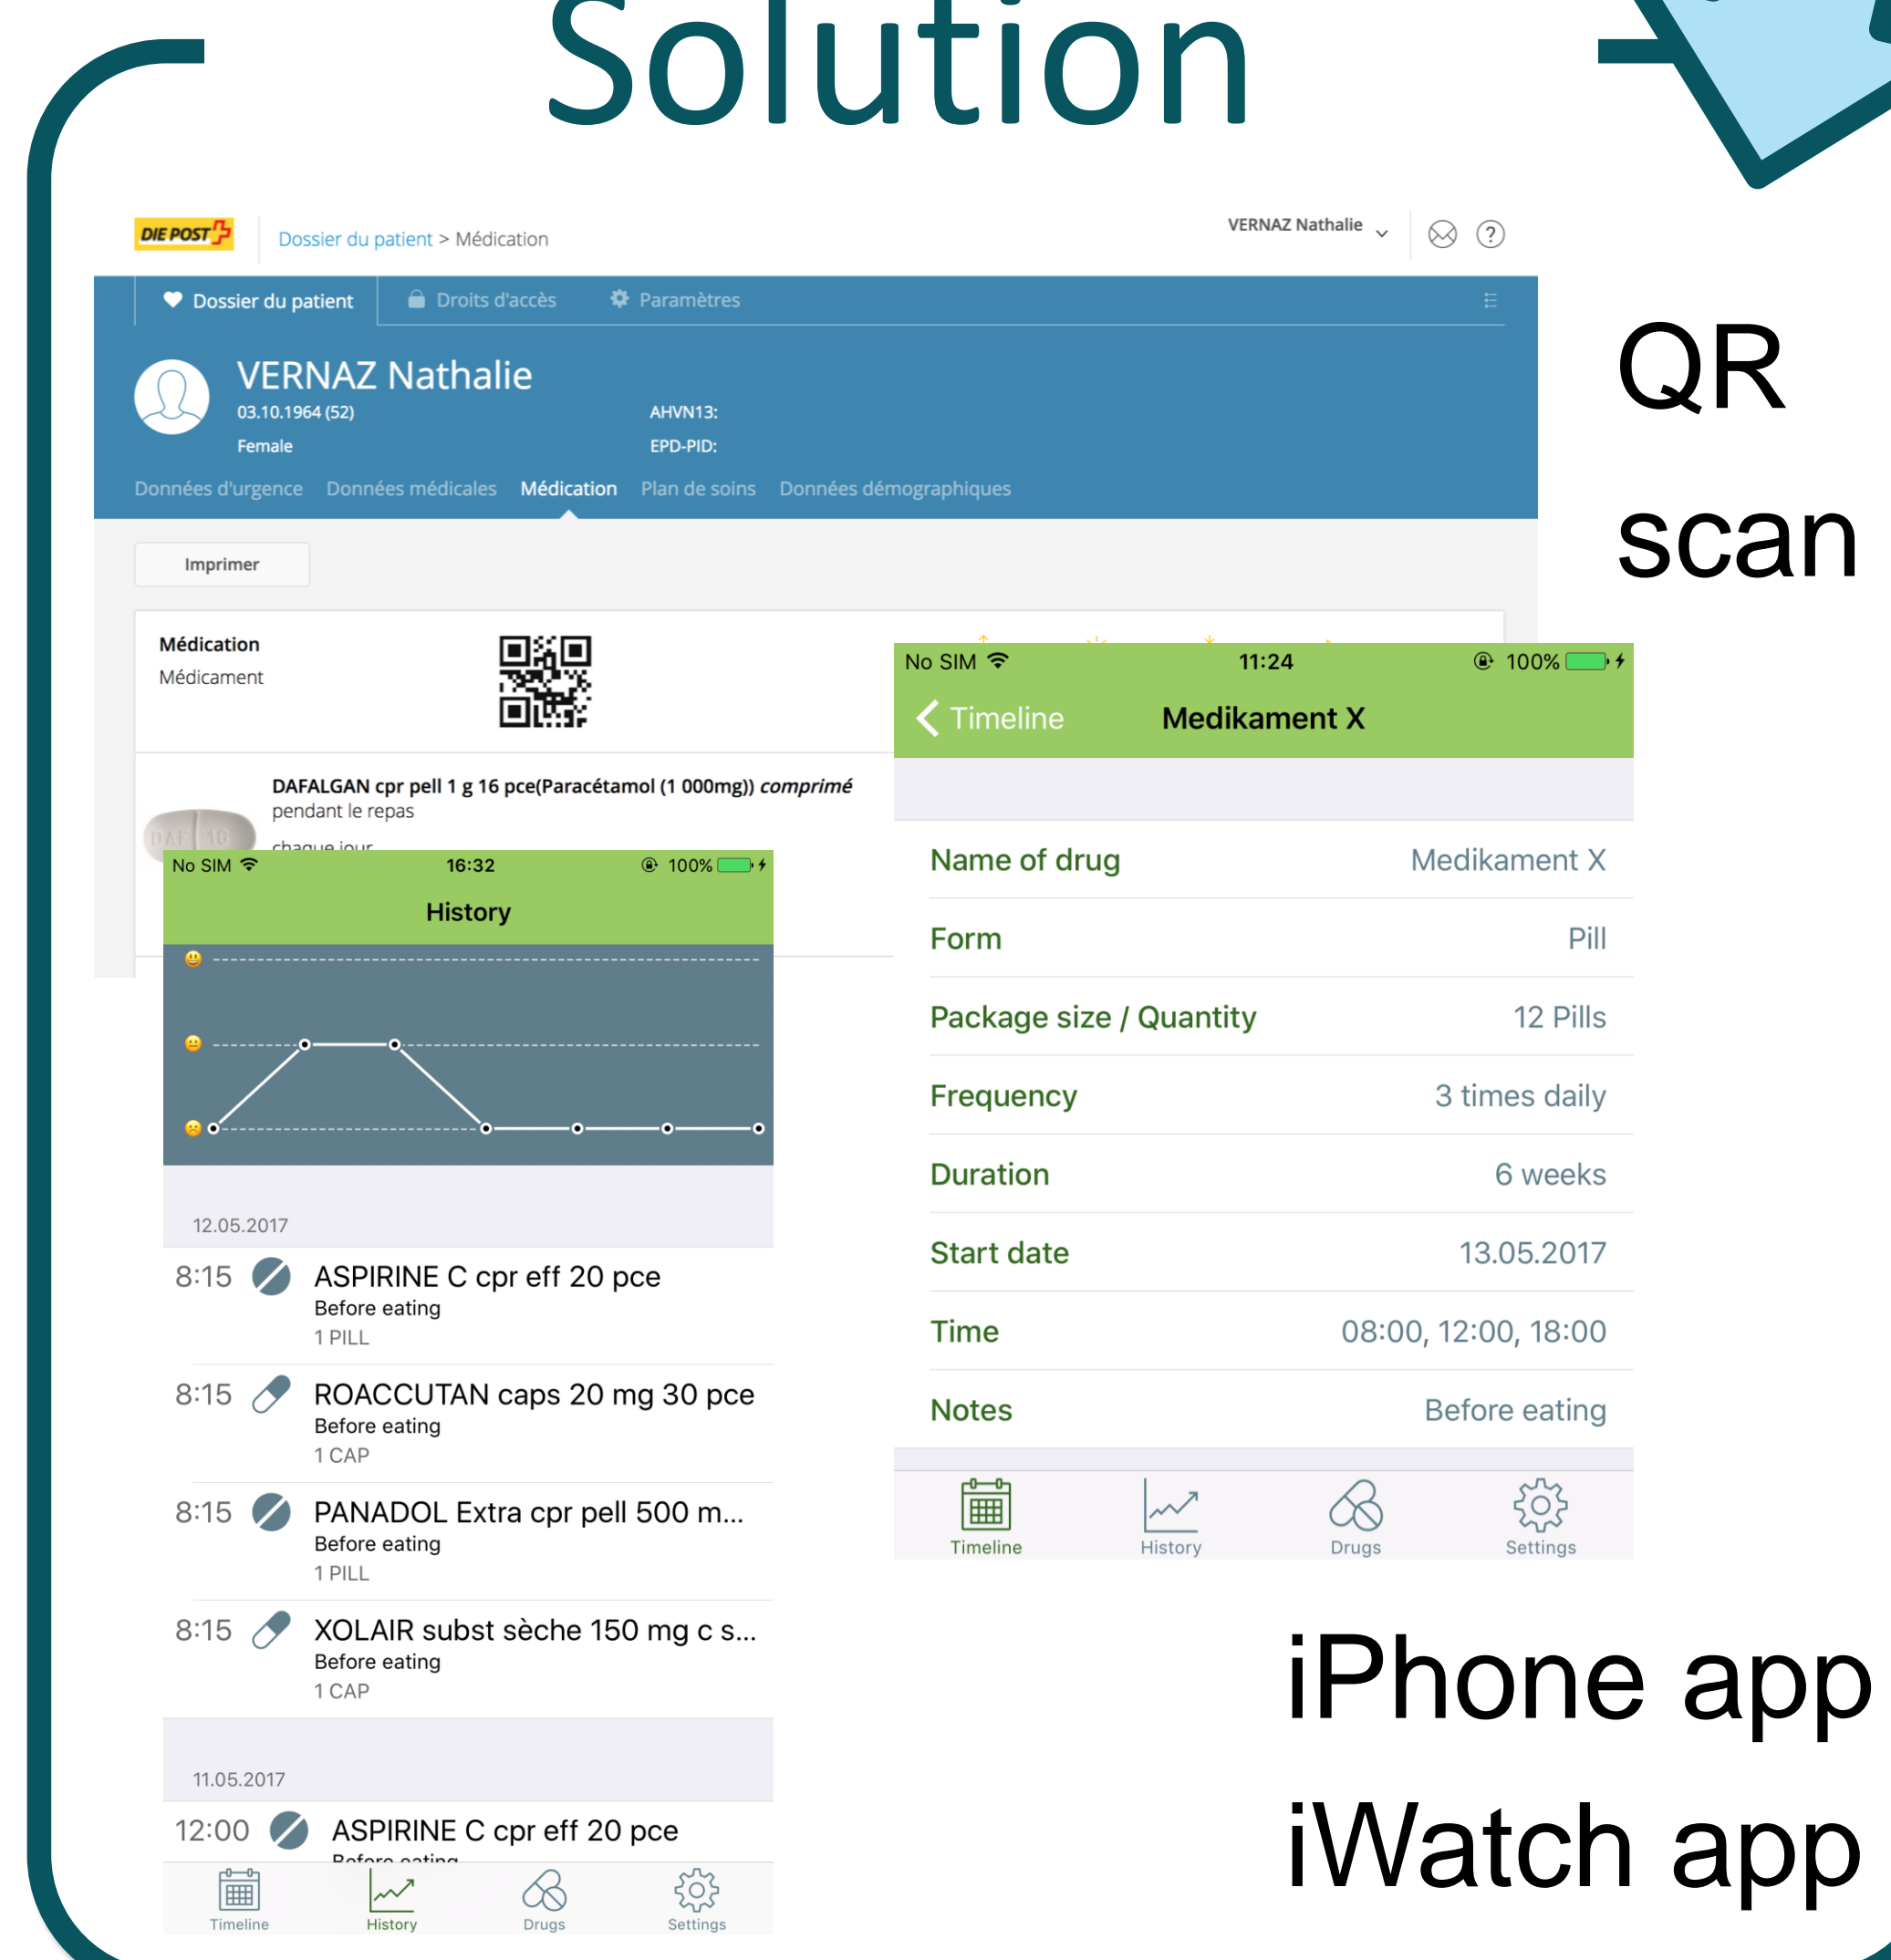 Solution
DIE POST
Dossier du patient > Médication
VERNAZ Nathalie
?
Dossier du patient
Droits d'accès
Paramètres
VERNAZ Nathalie
03.10.1964 (52)
AHVN13:
Female
EPD-PID:
Données d'urgence
Données médicales
Médication
Plan de soins
Données démographiques
Imprimer
Médication
Médicament
DAFALGAN cpr pell 1 g 16 pce(Paracétamol (1 000mg)) comprimé
pendant le repas
chaque jour
DAF 1G
QR
scan
No SIM
16:32
100%
History
12.05.2017
8:15
ASPIRINE C cpr eff 20 pce
Before eating
1 PILL
8:15
ROACCUTAN caps 20 mg 30 pce
Before eating
1 CAP
8:15
PANADOL Extra cpr pell 500 m...
Before eating
1 PILL
8:15
XOLAIR subst sèche 150 mg c s...
Before eating
1 CAP
11.05.2017
12:00
ASPIRINE C cpr eff 20 pce
Before eating
Timeline
History
Drugs
Settings
No SIM
11:24
100%
Timeline
Medikament X
Name of drug
Medikament X
Form
Pill
Package size / Quantity
12 Pills
Frequency
3 times daily
Duration
6 weeks
Start date
13.05.2017
Time
08:00, 12:00, 18:00
Notes
Before eating
Timeline
History
Drugs
Settings
iPhone app
iWatch app